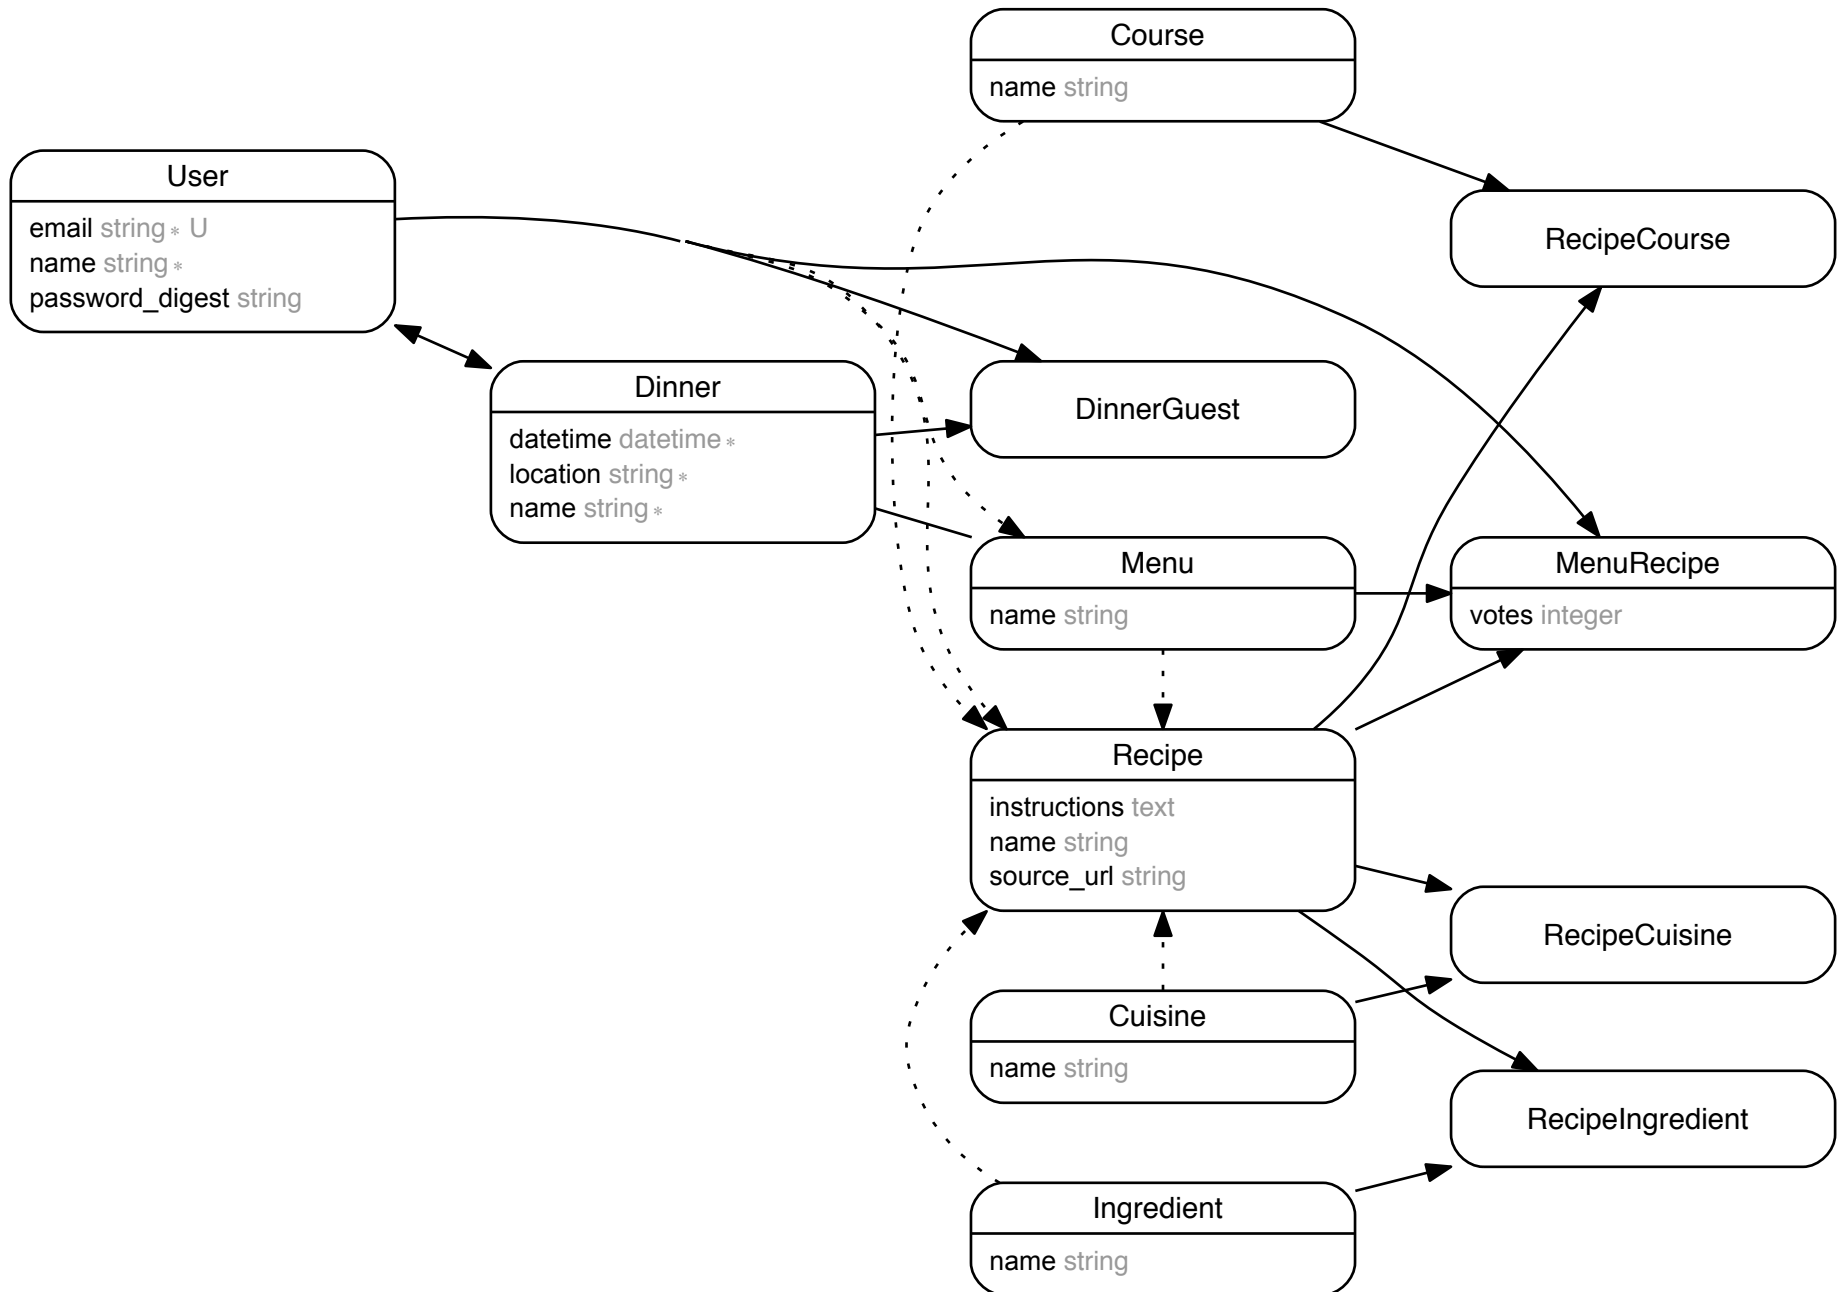 Course
name string
User
email string* U
name string*
password_digest string
RecipeCourse
Dinner
datetime datetime*
location string*
name string*
DinnerGuest
Menu
name string
MenuRecipe
votes integer
Recipe
instructions text
name string
source_url string
RecipeCuisine
Cuisine
name string
RecipeIngredient
Ingredient
name string